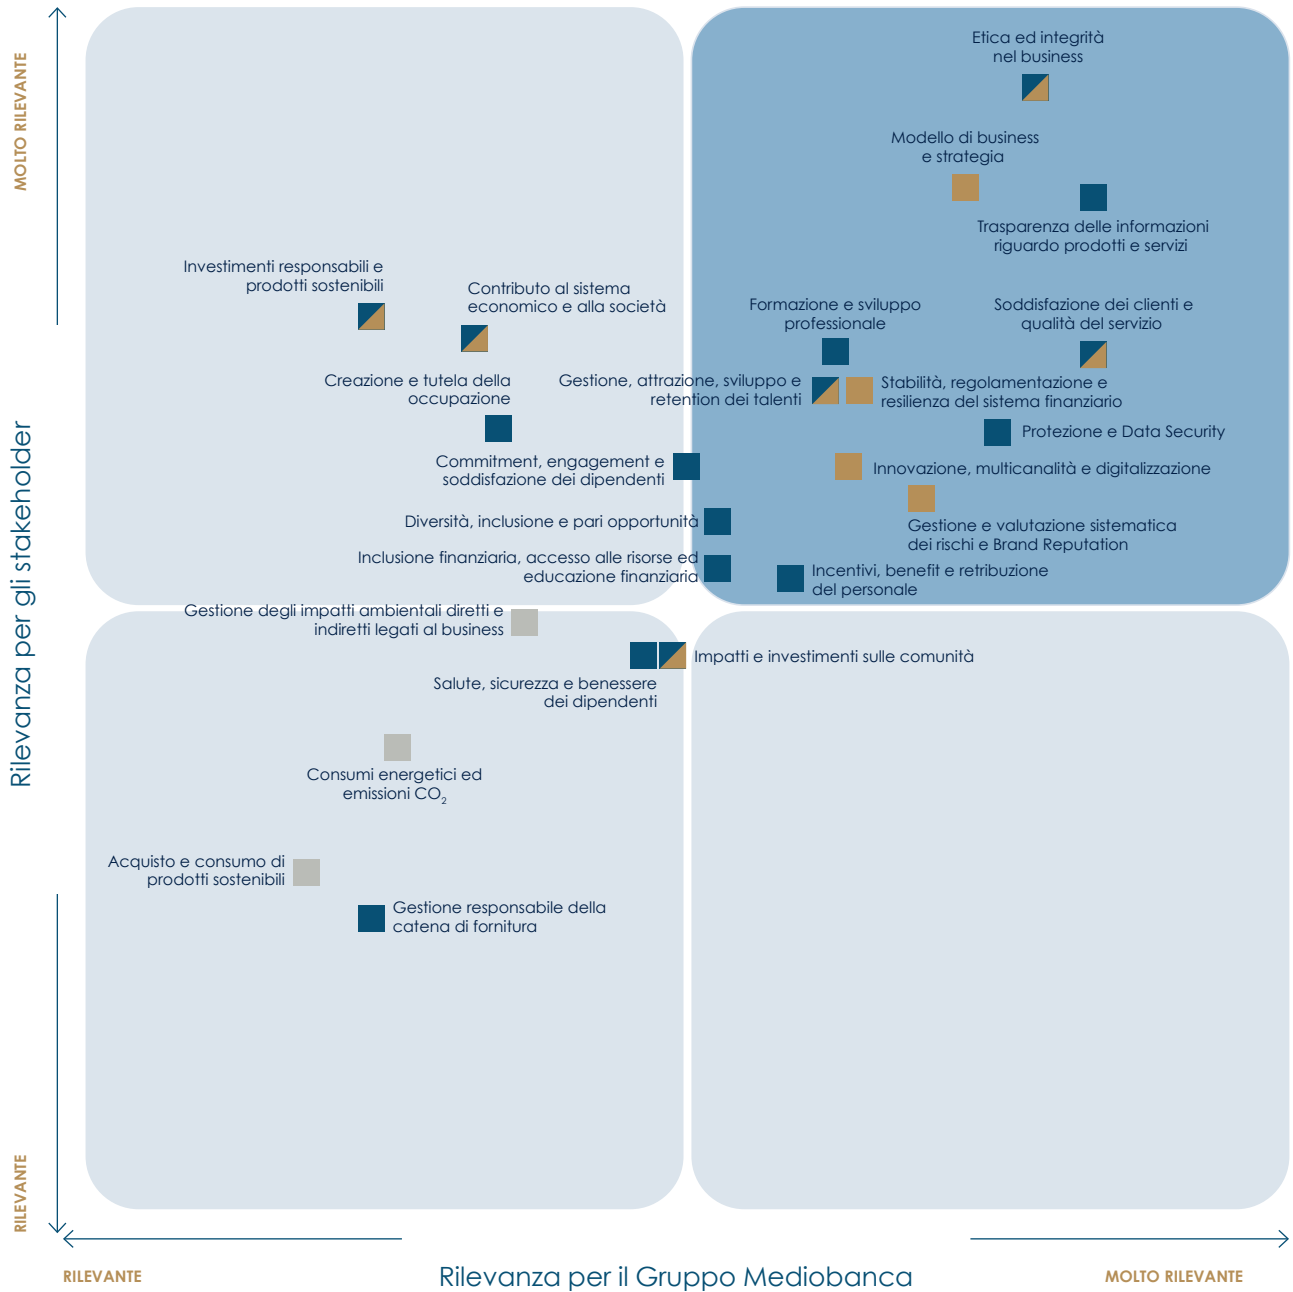 MOLTO RILEVANTE
Etica ed integrità
nel business
Modello di business
e strategia
Trasparenza delle informazioni
riguardo prodotti e servizi
Investimenti responsabili e
prodotti sostenibili
Contributo al sistema
economico e alla società
Formazione e sviluppo
professionale
Soddisfazione dei clienti e
qualità del servizio
Creazione e tutela della
occupazione
Gestione, attrazione, sviluppo e
retention dei talenti
Stabilità, regolamentazione e
resilienza del sistema finanziario
Protezione e Data Security
Commitment, engagement e
soddisfazione dei dipendenti
Innovazione, multicanalità e digitalizzazione
Diversità, inclusione e pari opportunità
Gestione e valutazione sistematica
dei rischi e Brand Reputation
Inclusione finanziaria, accesso alle risorse ed
educazione finanziaria
Incentivi, benefit e retribuzione
del personale
Rilevanza per gli stakeholder
Gestione degli impatti ambientali diretti e
indiretti legati al business
Impatti e investimenti sulle comunità
Salute, sicurezza e benessere
dei dipendenti
Consumi energetici ed
emissioni CO2
Acquisto e consumo di
prodotti sostenibili
Gestione responsabile della
catena di fornitura
RILEVANTE
RILEVANTE
Rilevanza per il Gruppo Mediobanca
MOLTO RILEVANTE